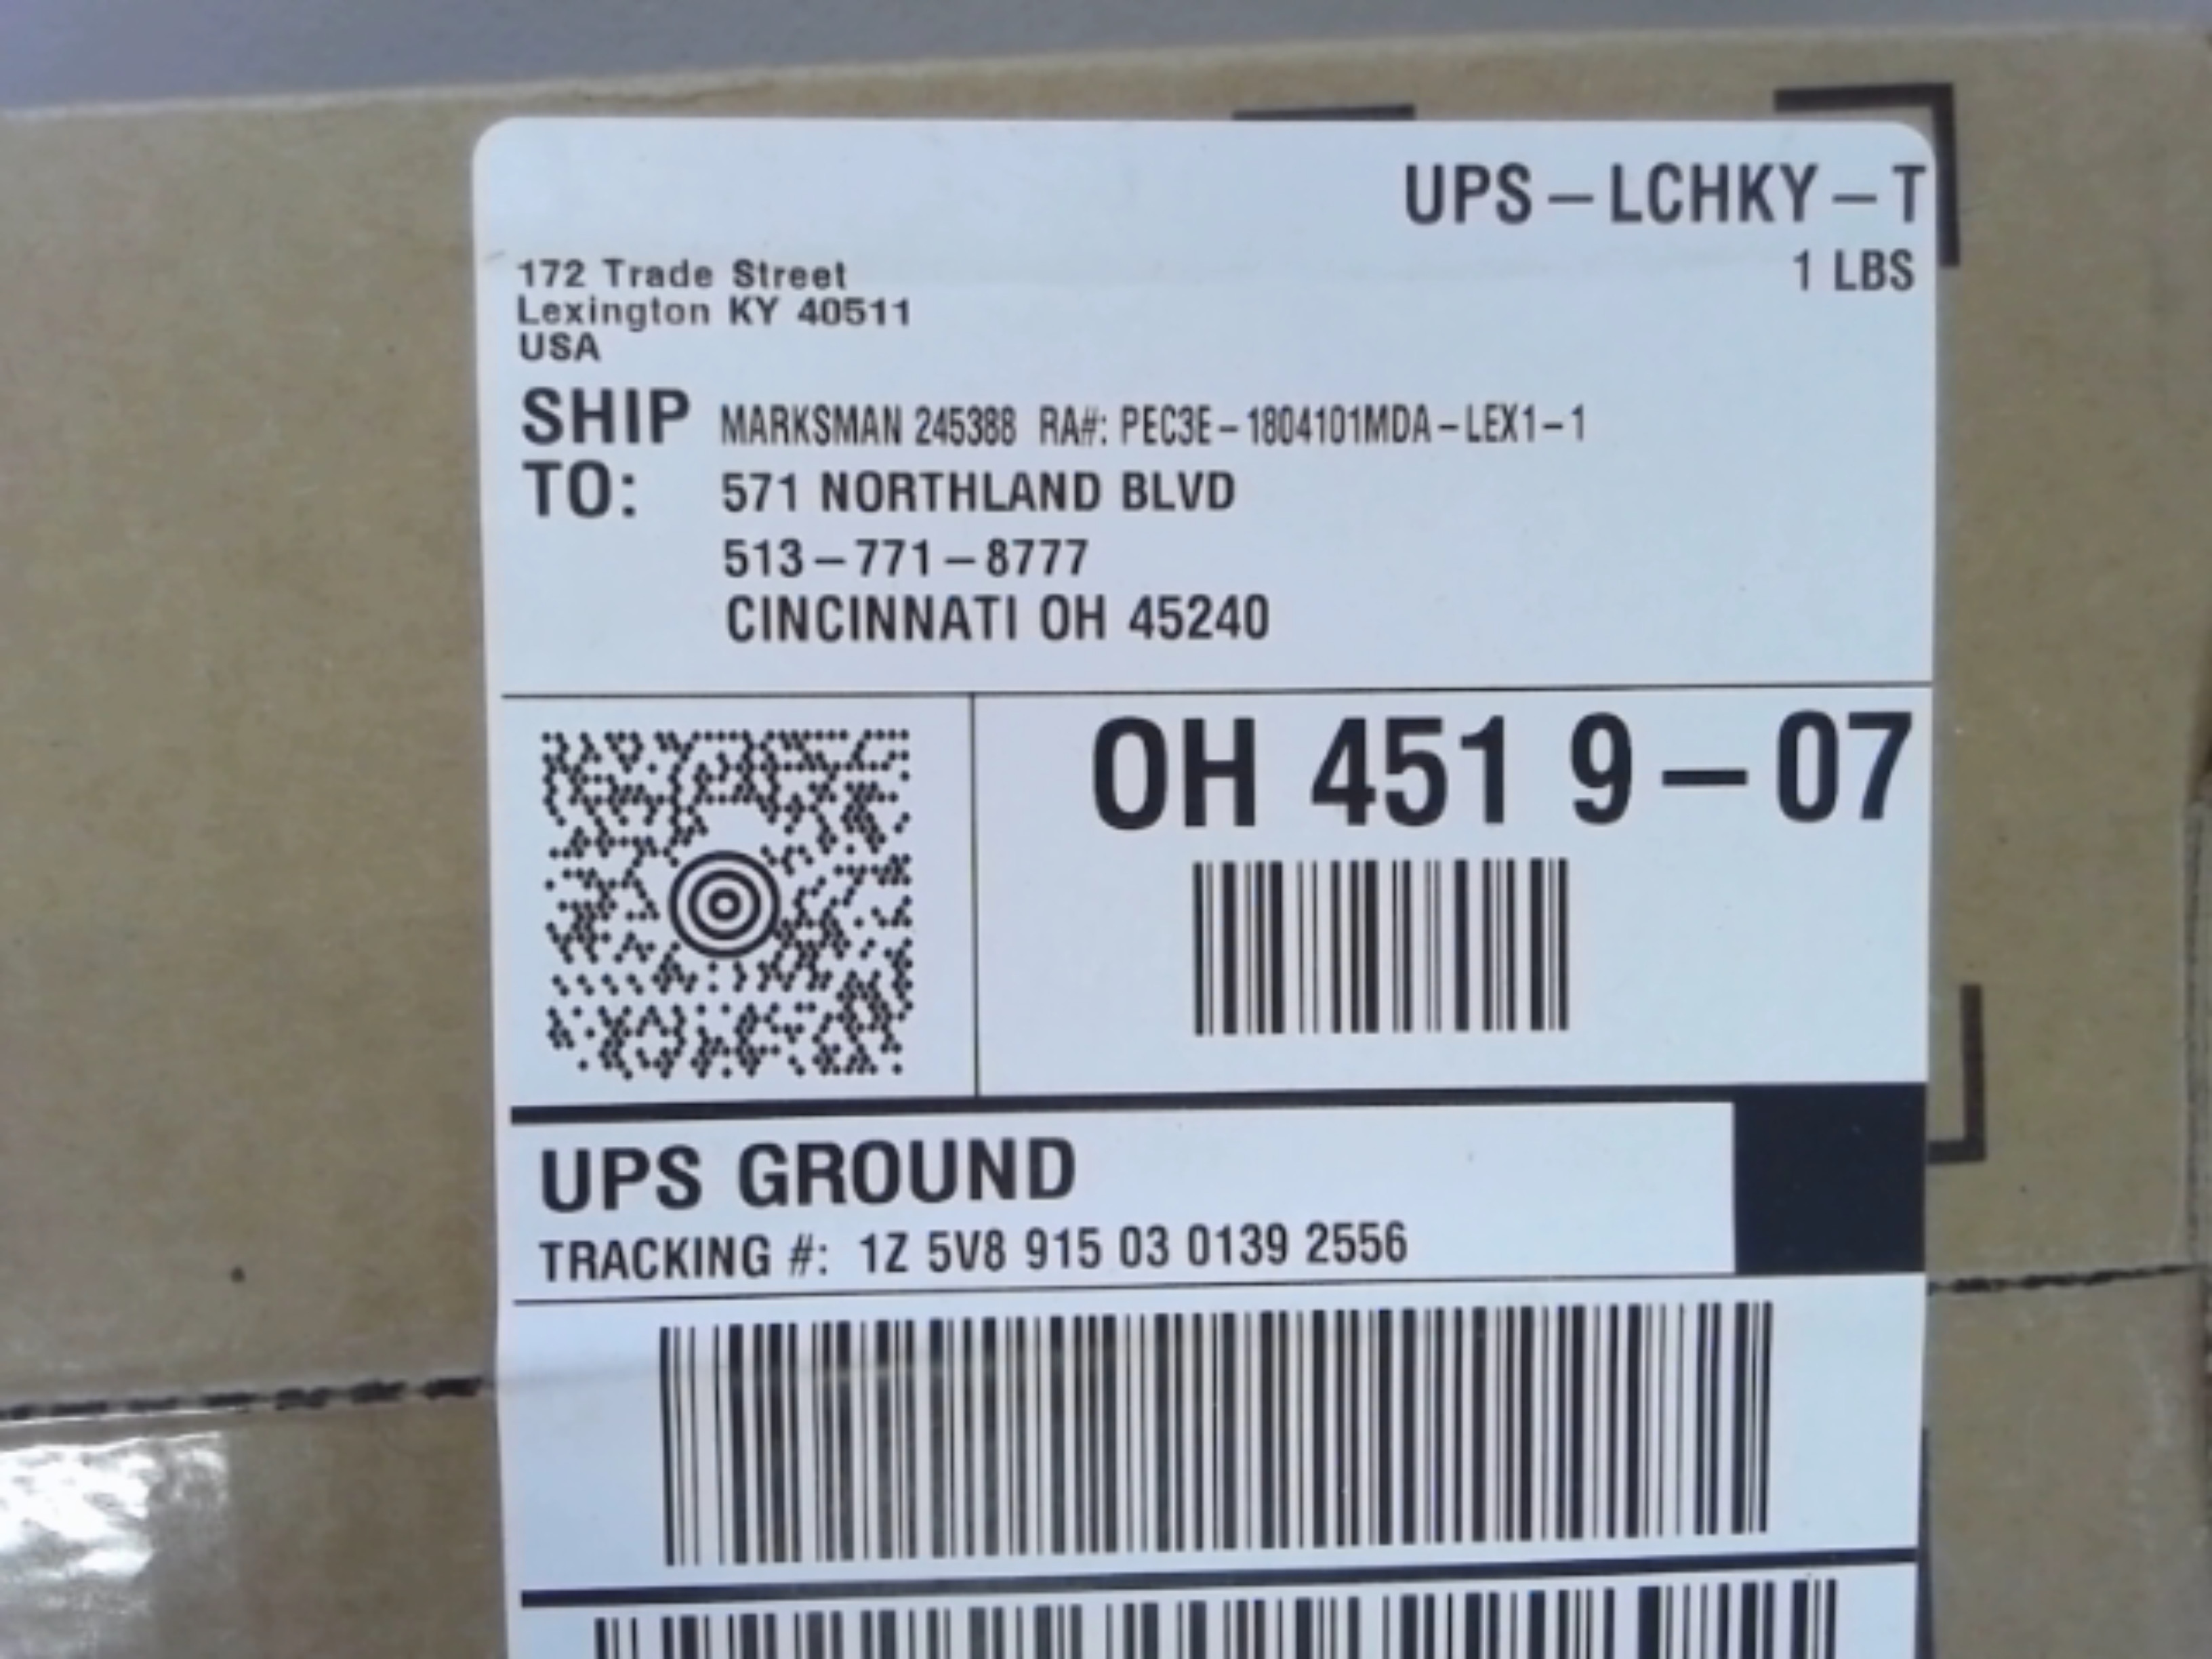 UPS – LCHKY – T
1 LBS
172 Trade Street
Lexington KY 40511
USA
SHIP TO:
MARKSMAN 245388 RA#: PEC3E – 1804101MDA – LEX1 – 1
571 NORTHLAND BLVD
513 – 771 – 8777
CINCINNATI OH 45240
OH 451 9 – 07
UPS GROUND
TRACKING #: 1Z 5V8 915 03 0139 2556